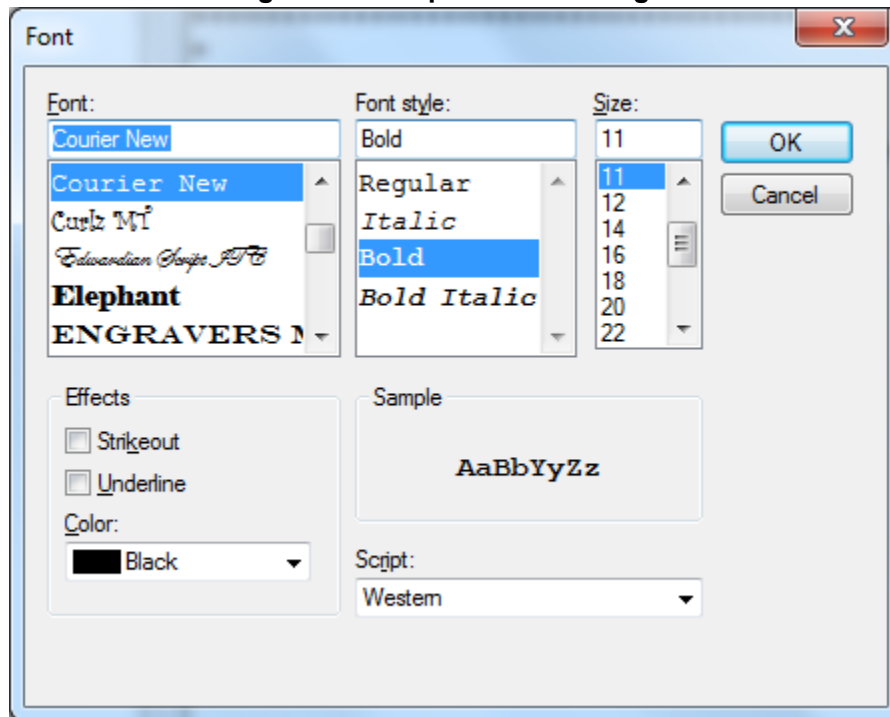 Font
Font:
Courier New
Courier New
Curlz MT
Edwardian Script ITC
Elephant
ENGRAVERS M
Font style:
Bold
Regular
Italic
Bold
Bold Italic
Size:
11
11
12
14
16
18
20
22
OK
Cancel
Effects
Strikeout
Underline
Color:
Black
Sample
AaBbYyZz
Script:
Western